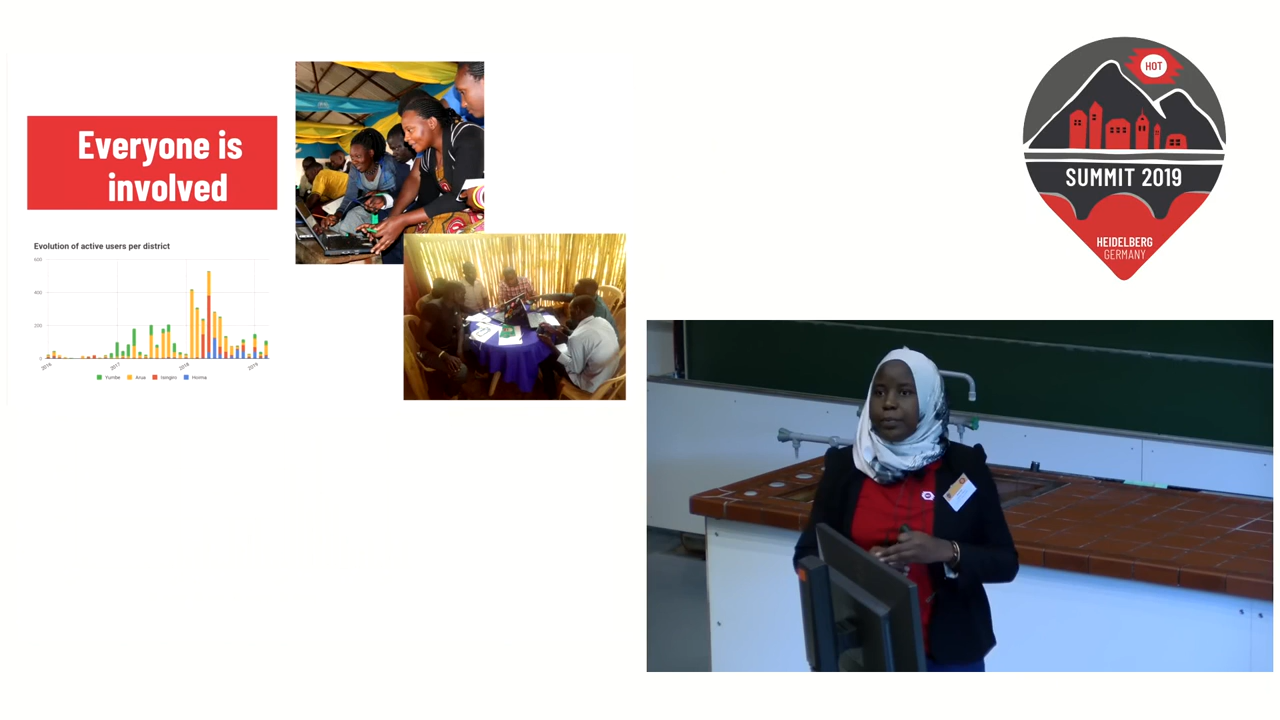 Everyone is
involved
Evolution of active users per district
600
400
200
0
2016
2017
2018
2019
Yumbe
Arua
Isingiro
Hoima
HOT
SUMMIT 2019
HEIDELBERG
GERMANY